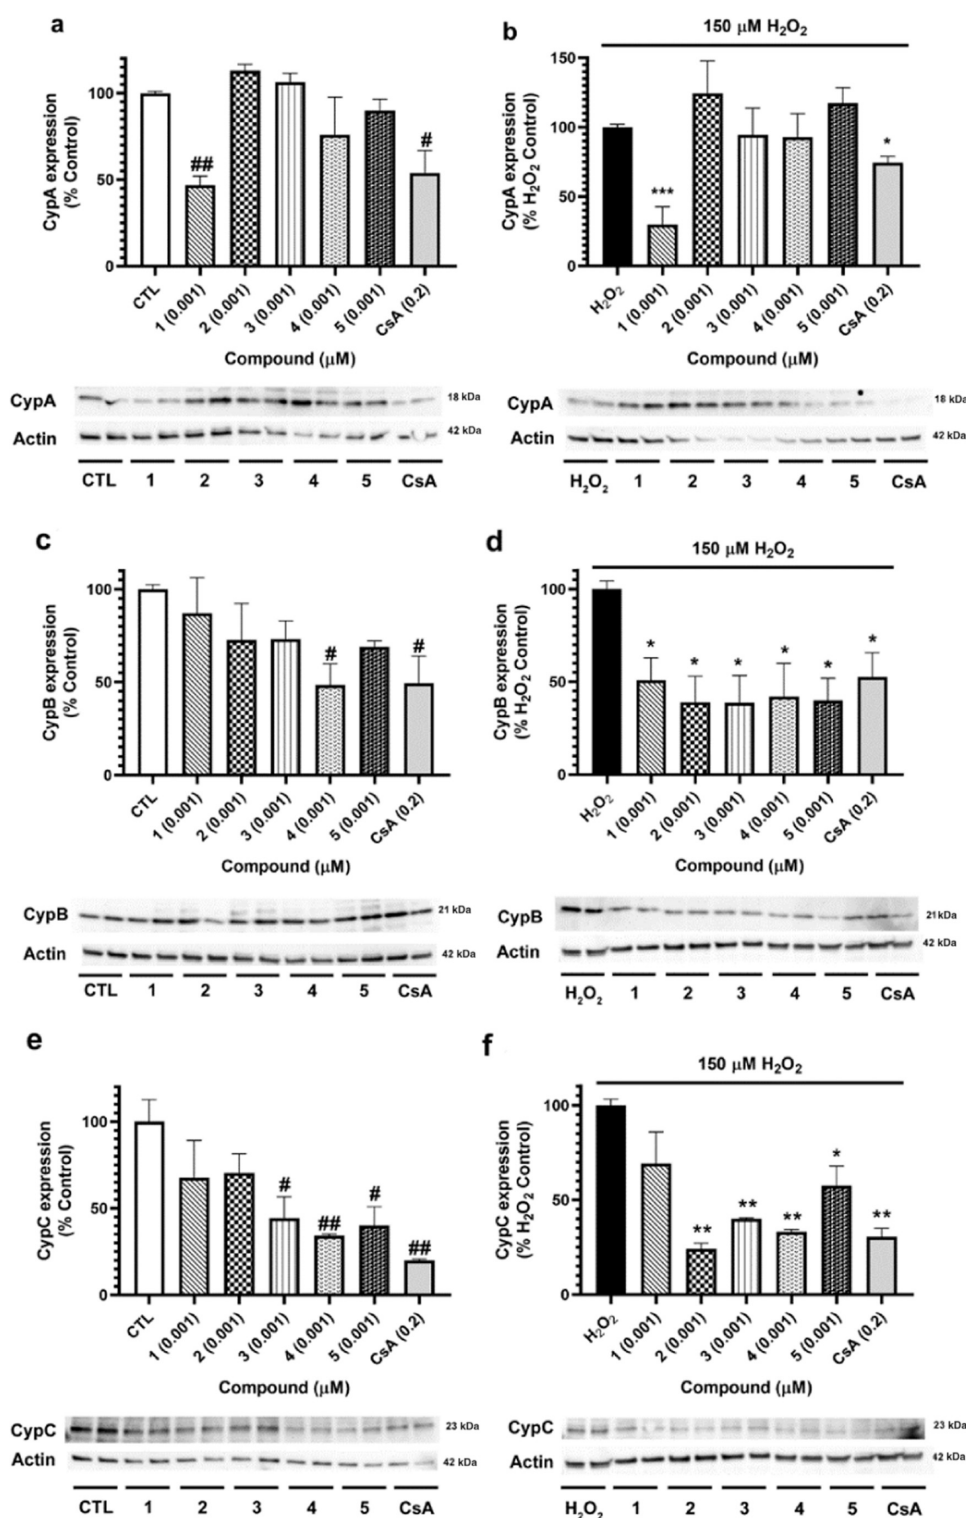 a
CypA expression
(% Control)
100
50
0
##
#
CTL
1 (0.001)
2 (0.001)
3 (0.001)
4 (0.001)
5 (0.001)
CsA (0.2)
Compound (μM)
CypA
18 kDa
Actin
42 kDa
CTL 1 2 3 4 5 CsA
b
150 μM H₂O₂
CypA expression
(% H₂O₂ Control)
150
100
50
0
***
*
H₂O₂
1 (0.001)
2 (0.001)
3 (0.001)
4 (0.001)
5 (0.001)
CsA (0.2)
Compound (μM)
CypA
18 kDa
Actin
42 kDa
H₂O₂ 1 2 3 4 5 CsA
c
CypB expression
(% Control)
100
50
0
#
#
CTL
1 (0.001)
2 (0.001)
3 (0.001)
4 (0.001)
5 (0.001)
CsA (0.2)
Compound (μM)
CypB
21 kDa
Actin
42 kDa
CTL 1 2 3 4 5 CsA
d
150 μM H₂O₂
CypB expression
(% H₂O₂ Control)
100
50
0
*
*
*
*
*
*
H₂O₂
1 (0.001)
2 (0.001)
3 (0.001)
4 (0.001)
5 (0.001)
CsA (0.2)
Compound (μM)
CypB
21 kDa
Actin
42 kDa
H₂O₂ 1 2 3 4 5 CsA
e
CypC expression
(% Control)
100
50
0
#
##
#
##
CTL
1 (0.001)
2 (0.001)
3 (0.001)
4 (0.001)
5 (0.001)
CsA (0.2)
Compound (μM)
CypC
23 kDa
Actin
42 kDa
CTL 1 2 3 4 5 CsA
f
150 μM H₂O₂
CypC expression
(% H₂O₂ Control)
100
50
0
**
**
**
*
**
H₂O₂
1 (0.001)
2 (0.001)
3 (0.001)
4 (0.001)
5 (0.001)
CsA (0.2)
Compound (μM)
CypC
23 kDa
Actin
42 kDa
H₂O₂ 1 2 3 4 5 CsA